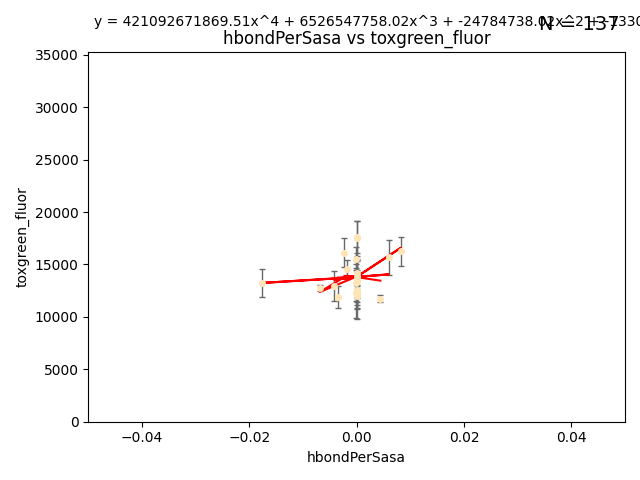 y = 421092671869.51x^4 + 6526547758.02x^3 + -24784738.02x^2 +
N = 137
hbondPerSasa vs toxgreen_fluor
35000
30000
25000
20000
15000
10000
5000
0
toxgreen_fluor
−0.04 −0.02 0.00 0.02 0.04
hbondPerSasa